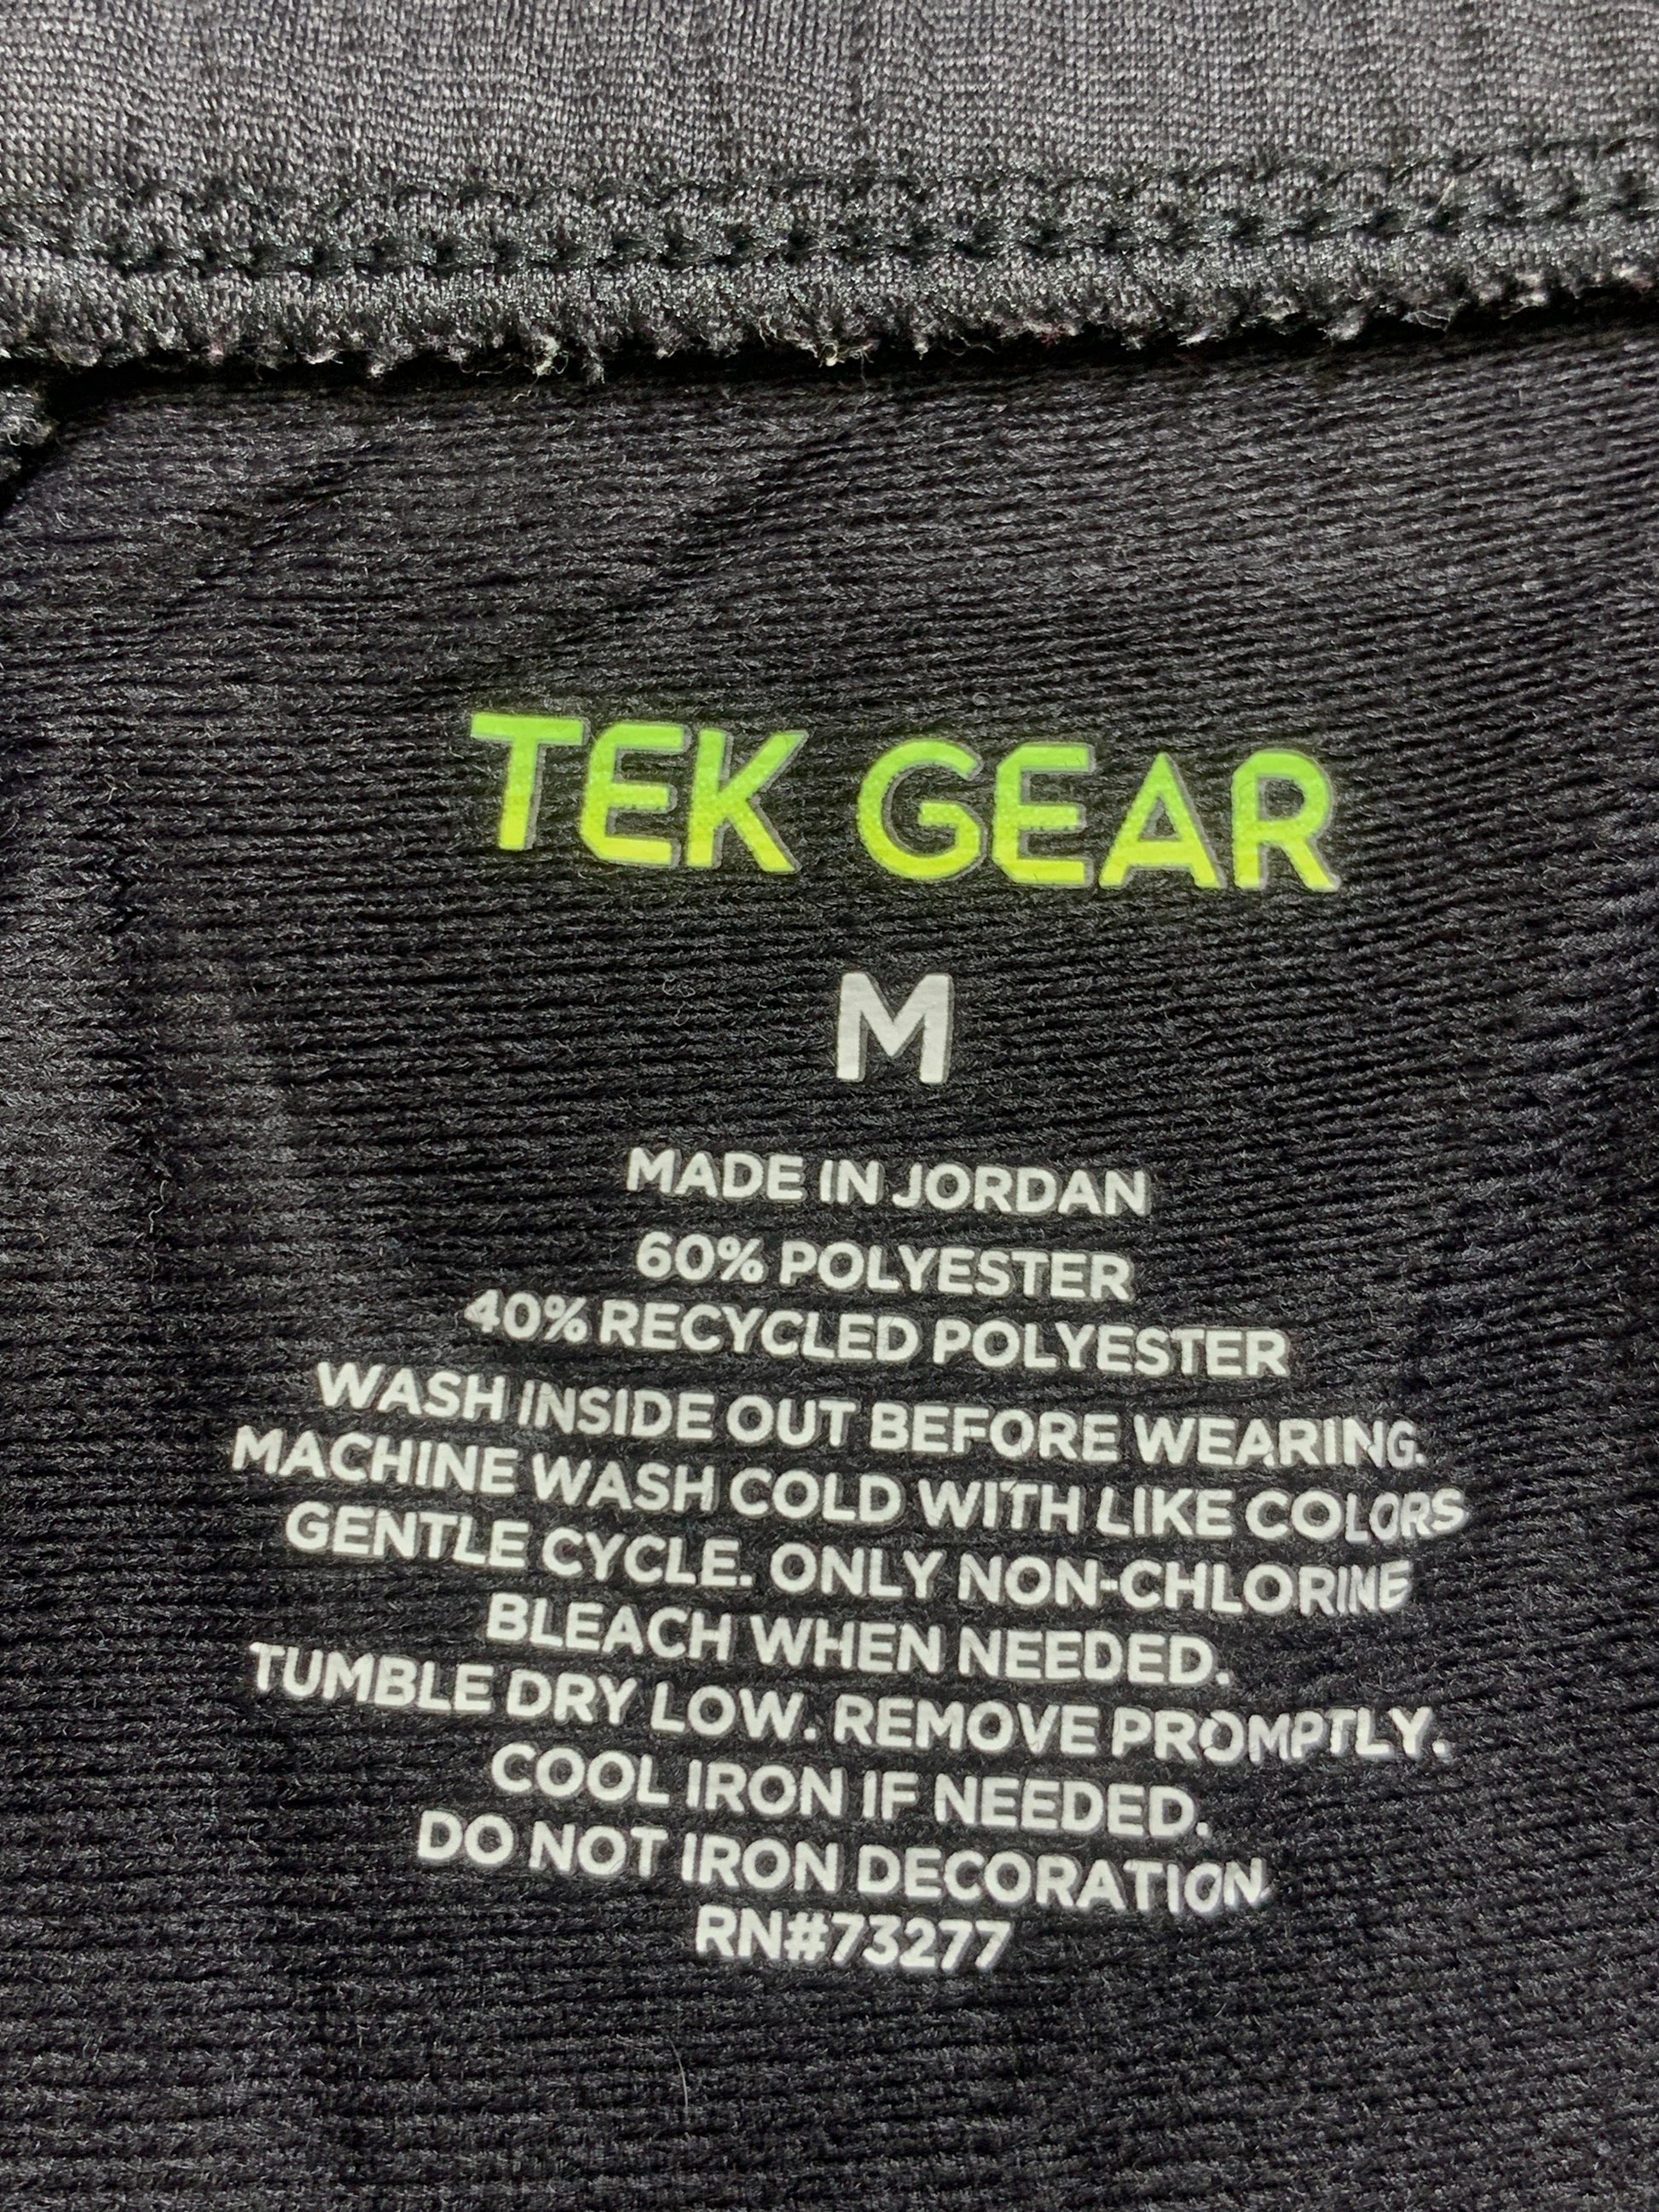 TEK GEAR
M
MADE IN JORDAN
60% POLYESTER
40% RECYCLED POLYESTER
WASH INSIDE OUT BEFORE WEARING.
MACHINE WASH COLD WITH LIKE COLORS
GENTLE CYCLE. ONLY NON-CHLORINE
BLEACH WHEN NEEDED.
TUMBLE DRY LOW. REMOVE PROMPTLY.
COOL IRON IF NEEDED.
DO NOT IRON DECORATION.
RN#73277